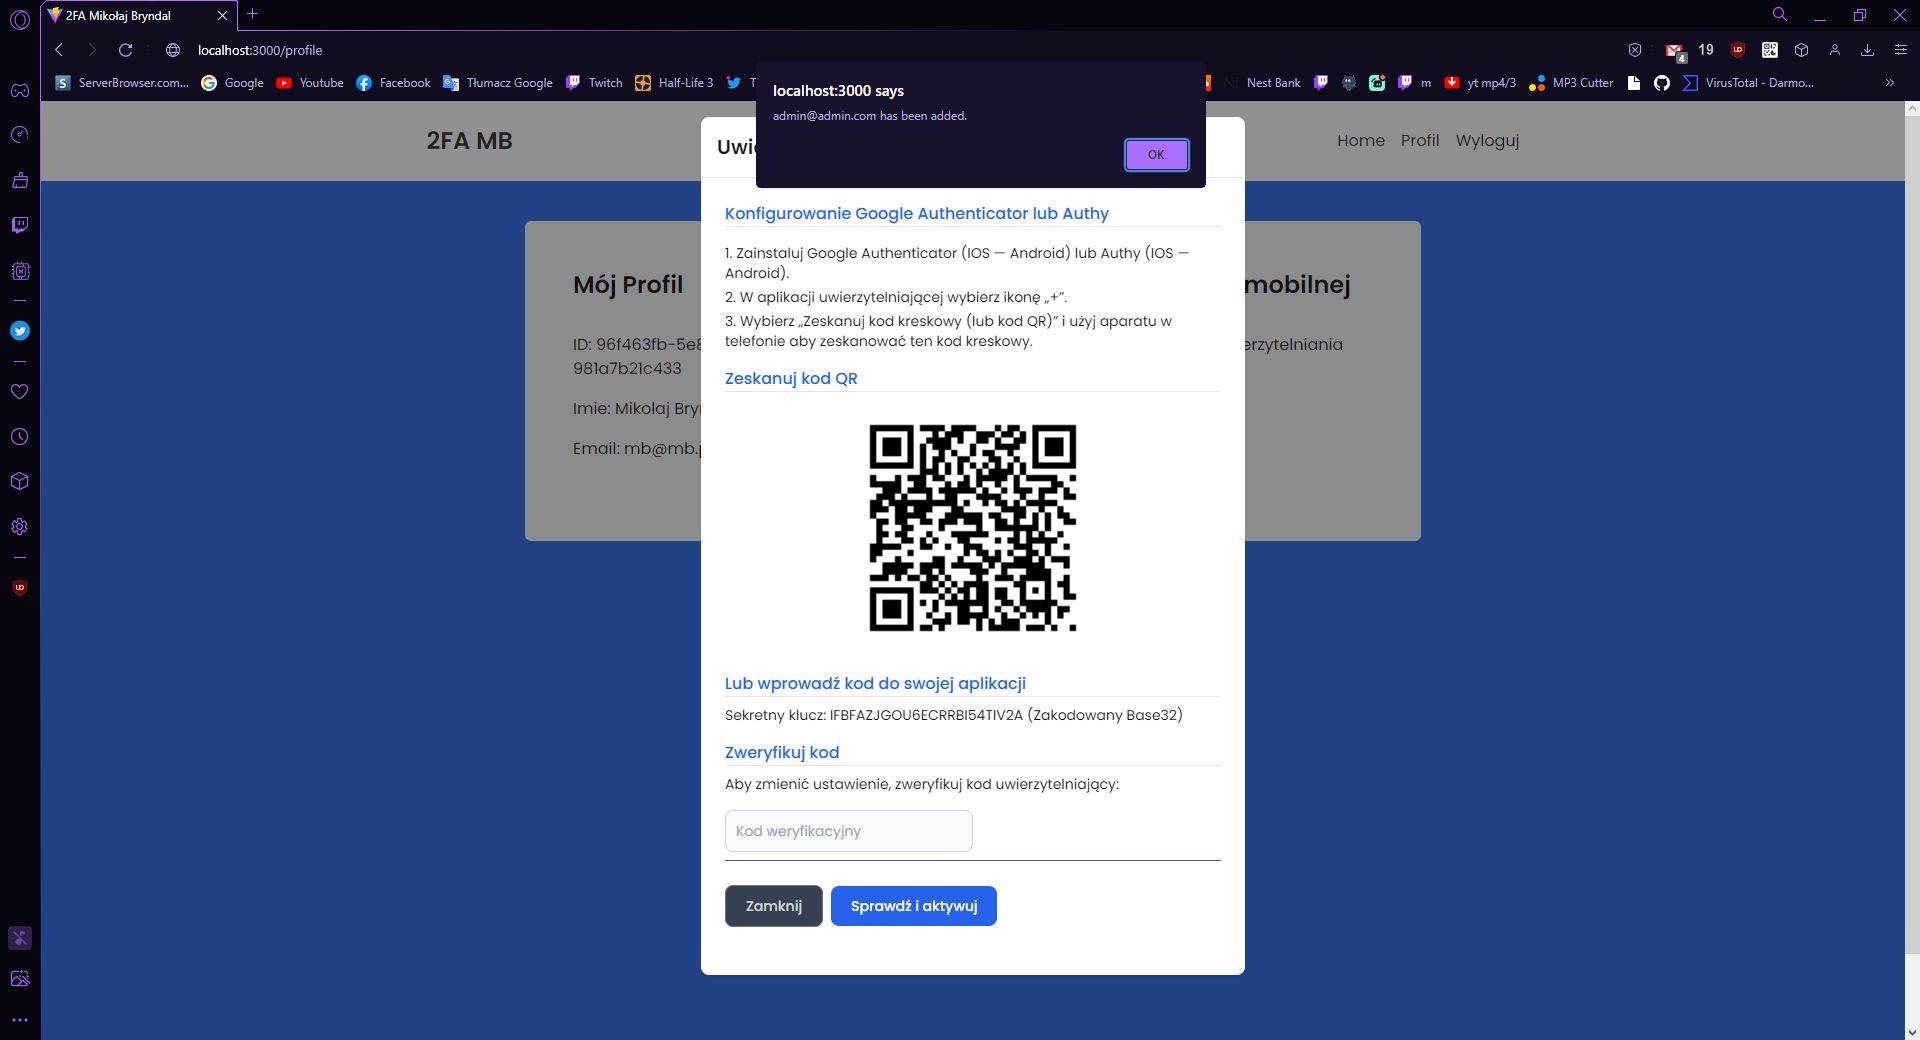 2FA Mikołaj Bryndal
localhost:3000/profile
4
19
ServerBrowser.com...
Google
Youtube
Facebook
Tłumacz Google
Twitch
Half-Life 3
T
Nest Bank
m
yt mp4/3
MP3 Cutter
VirusTotal - Darmo...
localhost:3000 says
admin@admin.com has been added.
OK
2FA MB
Home
Profil
Wyloguj
Uwi
Konfigurowanie Google Authenticator lub Authy
1. Zainstaluj Google Authenticator (IOS — Android) lub Authy (IOS —
Android).
2. W aplikacji uwierzytelniającej wybierz ikonę „+”.
3. Wybierz „Zeskanuj kod kreskowy (lub kod QR)” i użyj aparatu w
telefonie aby zeskanować ten kod kreskowy.
Zeskanuj kod QR
Mój Profil
ID: 96f463fb-5e8
981a7b21c433
Imie: Mikolaj Bry
Email: mb@mb.p
mobilnej
erzytelniania
Lub wprowadź kod do swojej aplikacji
Sekretny klucz: IFBFAZJGOU6ECRRBI54TIV2A (Zakodowany Base32)
Zweryfikuj kod
Aby zmienić ustawienie, zweryfikuj kod uwierzytelniający:
Kod weryfikacyjny
Zamknij
Sprawdź i aktywuj